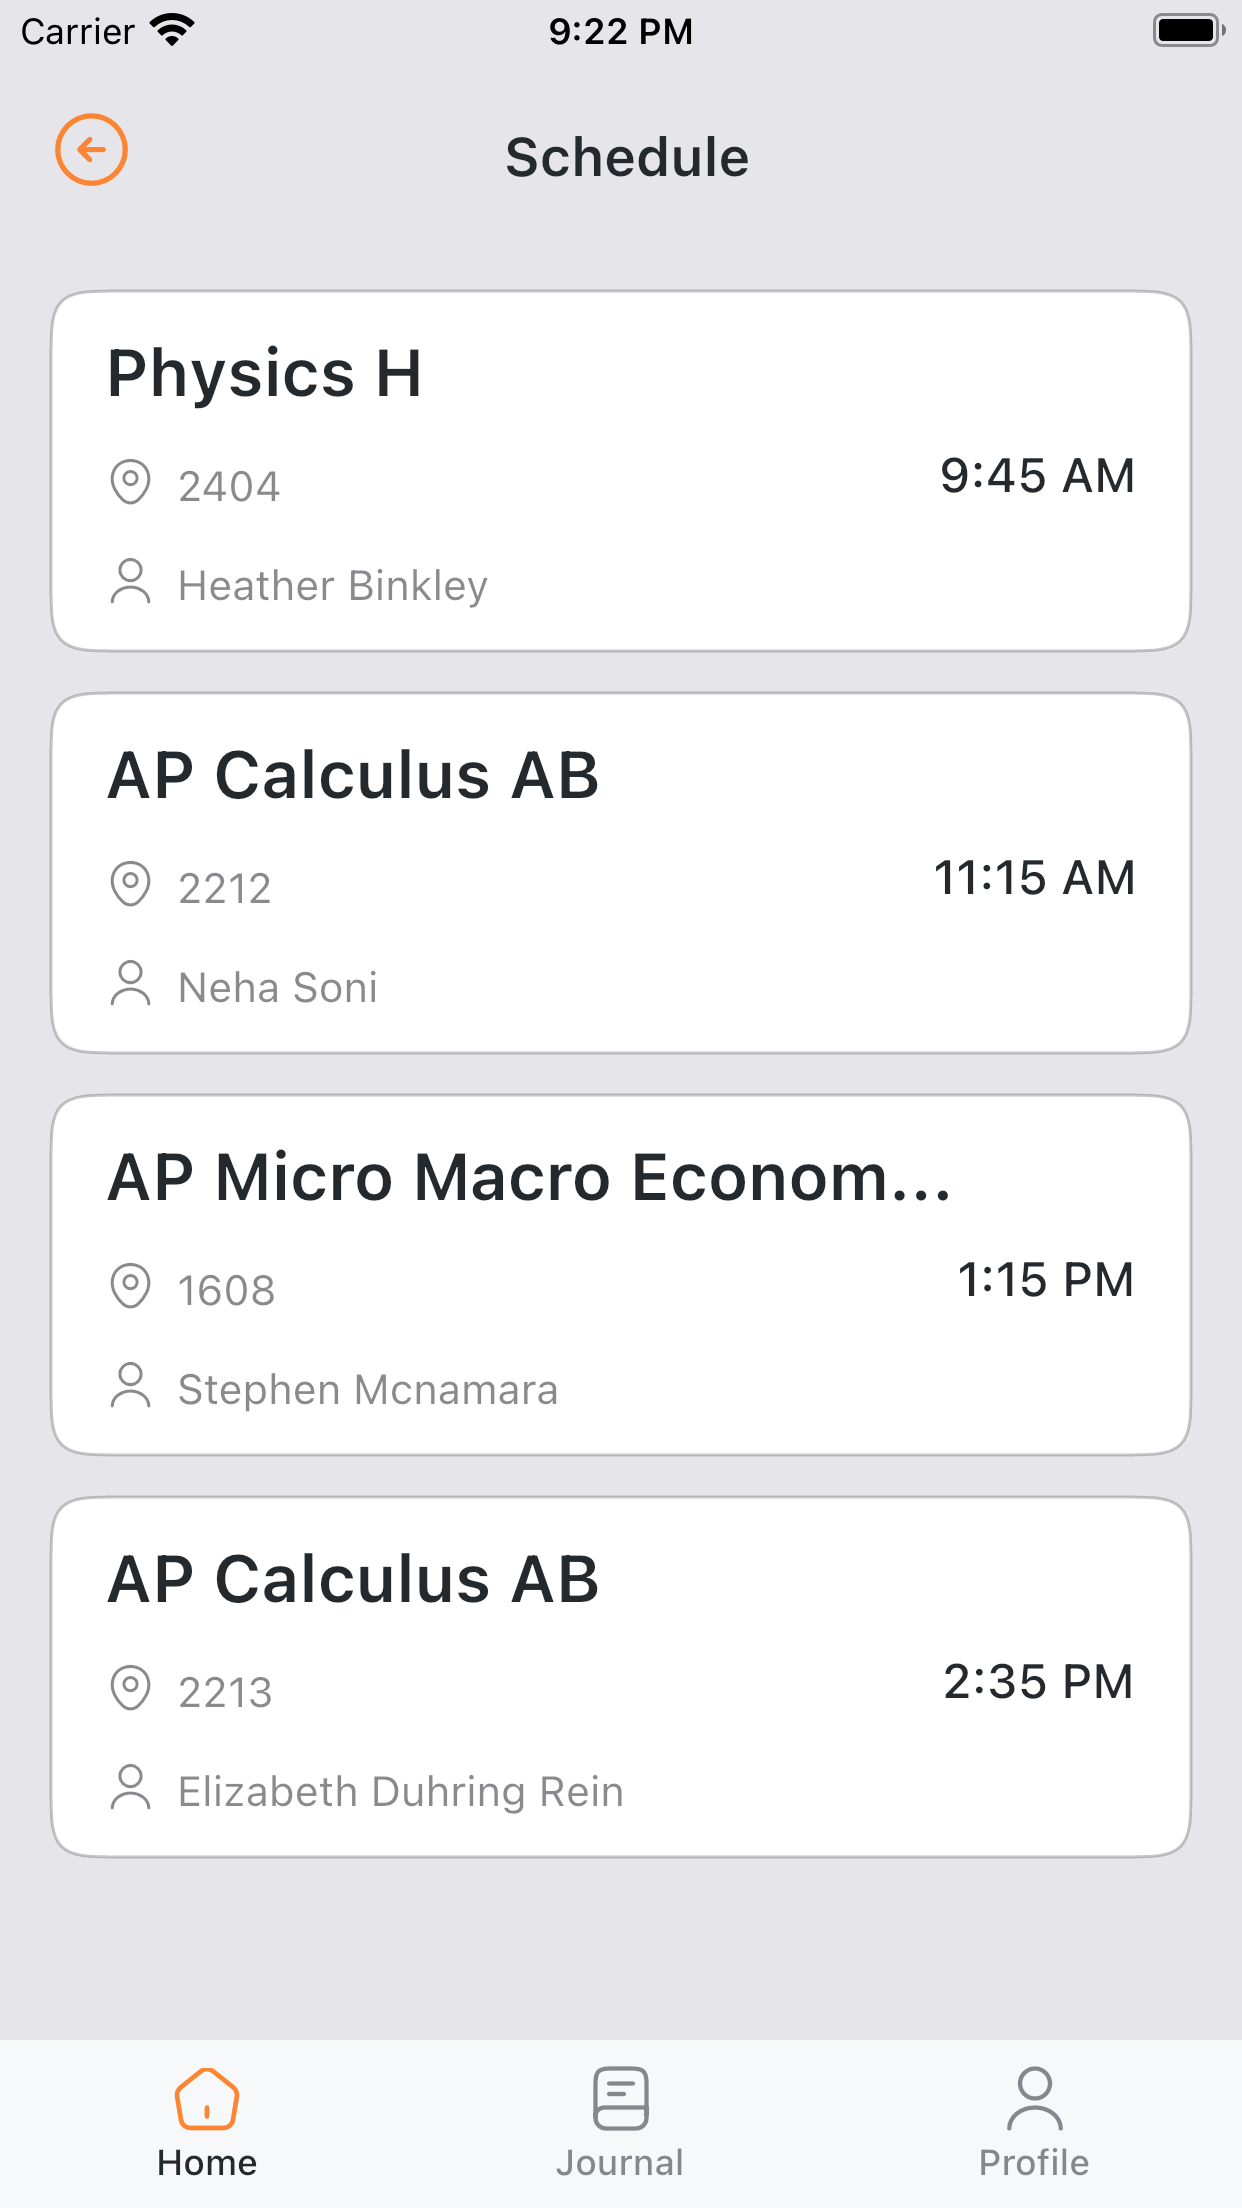 Carrier 9:22 PM
Schedule
Physics H
2404
9:45 AM
Heather Binkley
AP Calculus AB
2212
11:15 AM
Neha Soni
AP Micro Macro Econom...
1608
1:15 PM
Stephen Mcnamara
AP Calculus AB
2213
2:35 PM
Elizabeth Duhring Rein
Home Journal Profile